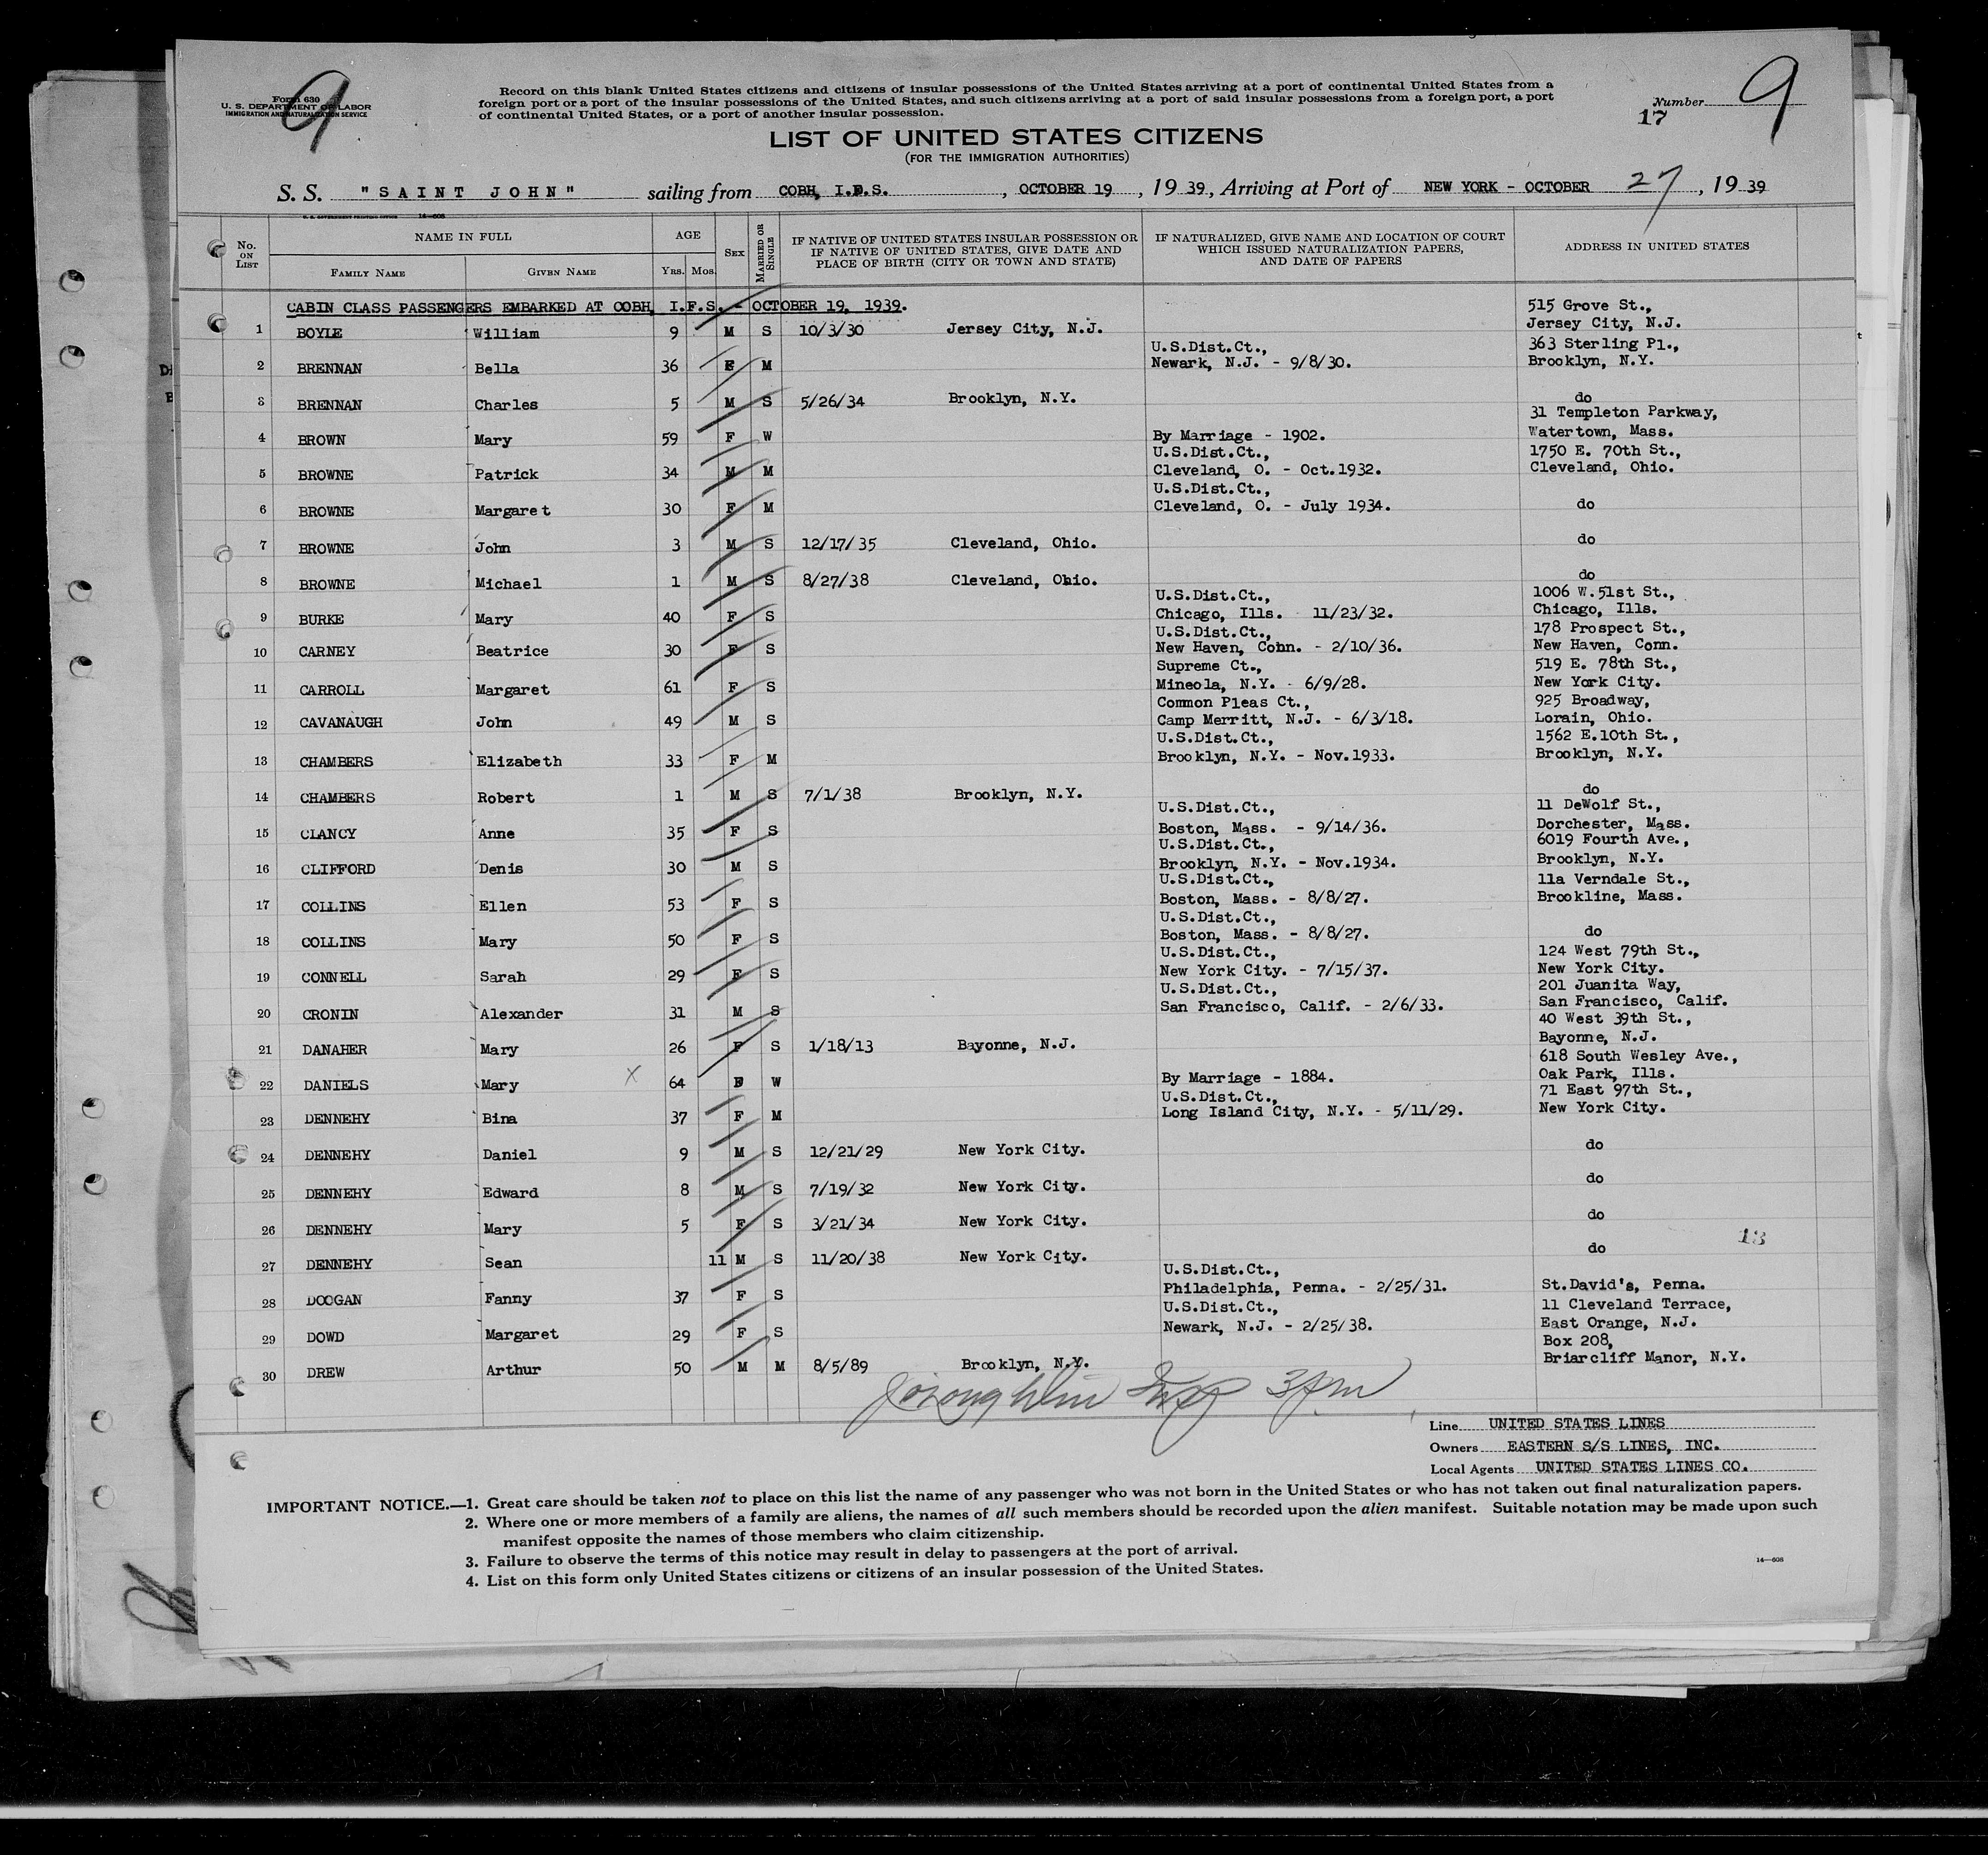 9
Form 630
U. S. DEPARTMENT OF LABOR
IMMIGRATION AND NATURALIZATION SERVICE
Record on this blank United States citizens and citizens of insular possessions of the United States arriving at a port of continental United States from a
foreign port or a port of the insular possessions of the United States, and such citizens arriving at a port of said insular possessions from a foreign port, a port
of continental United States, or a port of another insular possession.
Number 9
17
LIST OF UNITED STATES CITIZENS
(FOR THE IMMIGRATION AUTHORITIES)
S. S. "SAINT JOHN" sailing from COBH, I.F.S., OCTOBER 19, 1939, Arriving at Port of NEW YORK - OCTOBER 27, 1939
U. S. GOVERNMENT PRINTING OFFICE 14—608
No. ON LIST
NAME IN FULL
FAMILY NAME GIVEN NAME
AGE
Yrs. Mos.
SEX
MARRIED OR SINGLE
IF NATIVE OF UNITED STATES INSULAR POSSESSION OR
IF NATIVE OF UNITED STATES, GIVE DATE AND
PLACE OF BIRTH (CITY OR TOWN AND STATE)
IF NATURALIZED, GIVE NAME AND LOCATION OF COURT
WHICH ISSUED NATURALIZATION PAPERS,
AND DATE OF PAPERS
ADDRESS IN UNITED STATES
CABIN CLASS PASSENGERS EMBARKED AT COBH, I.F.S. - OCTOBER 19, 1939.
515 Grove St.,
1 BOYLE William 9 M S 10/3/30 Jersey City, N.J. Jersey City, N.J.
U.S.Dist.Ct., 363 Sterling Pl.,
2 BRENNAN Bella 36 F M Newark, N.J. - 9/8/30. Brooklyn, N.Y.
3 BRENNAN Charles 5 M S 5/26/34 Brooklyn, N.Y. do
31 Templeton Parkway,
4 BROWN Mary 59 F W By Marriage - 1902. Watertown, Mass.
U.S.Dist.Ct., 1750 E. 70th St.,
5 BROWNE Patrick 34 M M Cleveland, O. - Oct.1932. Cleveland, Ohio.
U.S.Dist.Ct.,
6 BROWNE Margaret 30 F M Cleveland, O. - July 1934. do
7 BROWNE John 3 M S 12/17/35 Cleveland, Ohio. do
8 BROWNE Michael 1 M S 8/27/38 Cleveland, Ohio. do
U.S.Dist.Ct., 1006 W.51st St.,
9 BURKE Mary 40 F S Chicago, Ills. - 11/23/32. Chicago, Ills.
U.S.Dist.Ct., 178 Prospect St.,
10 CARNEY Beatrice 30 F S New Haven, Conn. - 2/10/36. New Haven, Conn.
Supreme Ct., 519 E. 78th St.,
11 CARROLL Margaret 61 F S Mineola, N.Y. - 6/9/28. New York City.
Common Pleas Ct., 925 Broadway,
12 CAVANAUGH John 49 M S Camp Merritt, N.J. - 6/3/18. Lorain, Ohio.
U.S.Dist.Ct., 1562 E.10th St.,
13 CHAMBERS Elizabeth 33 F M Brooklyn, N.Y. - Nov.1933. Brooklyn, N.Y.
14 CHAMBERS Robert 1 M S 7/1/38 Brooklyn, N.Y. do
U.S.Dist.Ct., 11 DeWolf St.,
15 CLANCY Anne 35 F S Boston, Mass. - 9/14/36. Dorchester, Mass.
U.S.Dist.Ct., 6019 Fourth Ave.,
16 CLIFFORD Denis 30 M S Brooklyn, N.Y. - Nov.1934. Brooklyn, N.Y.
U.S.Dist.Ct., 11a Verndale St.,
17 COLLINS Ellen 53 F S Boston, Mass. - 8/8/27. Brookline, Mass.
U.S.Dist.Ct.,
18 COLLINS Mary 50 F S Boston, Mass. - 8/8/27. do
U.S.Dist.Ct., 124 West 79th St.,
19 CONNELL Sarah 29 F S New York City. - 7/15/37. New York City.
U.S.Dist.Ct., 201 Juanita Way,
20 CRONIN Alexander 31 M S San Francisco, Calif. - 2/6/33. San Francisco, Calif.
40 West 39th St.,
21 DANAHER Mary 26 F S 1/18/13 Bayonne, N.J. Bayonne, N.J.
618 South Wesley Ave.,
22 DANIELS Mary X 64 F W By Marriage - 1884. Oak Park, Ills.
U.S.Dist.Ct., 71 East 97th St.,
23 DENNEHY Bina 37 F M Long Island City, N.Y. - 5/11/29. New York City.
24 DENNEHY Daniel 9 M S 12/21/29 New York City. do
25 DENNEHY Edward 8 M S 7/19/32 New York City. do
26 DENNEHY Mary 5 F S 3/21/34 New York City. do
27 DENNEHY Sean 11 M S 11/20/38 New York City. do 13
U.S.Dist.Ct.,
28 DOOGAN Fanny 37 F S Philadelphia, Penna. - 2/25/31. St.David's, Penna.
U.S.Dist.Ct., 11 Cleveland Terrace,
29 DOWD Margaret 29 F S Newark, N.J. - 2/25/38. East Orange, N.J.
Box 208,
30 DREW Arthur 50 M M 8/5/89 Brooklyn, N.Y. Briarcliff Manor, N.Y.
Insp 3 pm
Line UNITED STATES LINES
Owners EASTERN S/S LINES, INC.
Local Agents UNITED STATES LINES CO.
IMPORTANT NOTICE.—1. Great care should be taken not to place on this list the name of any passenger who was not born in the United States or who has not taken out final naturalization papers.
2. Where one or more members of a family are aliens, the names of all such members should be recorded upon the alien manifest. Suitable notation may be made upon such
manifest opposite the names of those members who claim citizenship.
3. Failure to observe the terms of this notice may result in delay to passengers at the port of arrival.
4. List on this form only United States citizens or citizens of an insular possession of the United States.
14—608